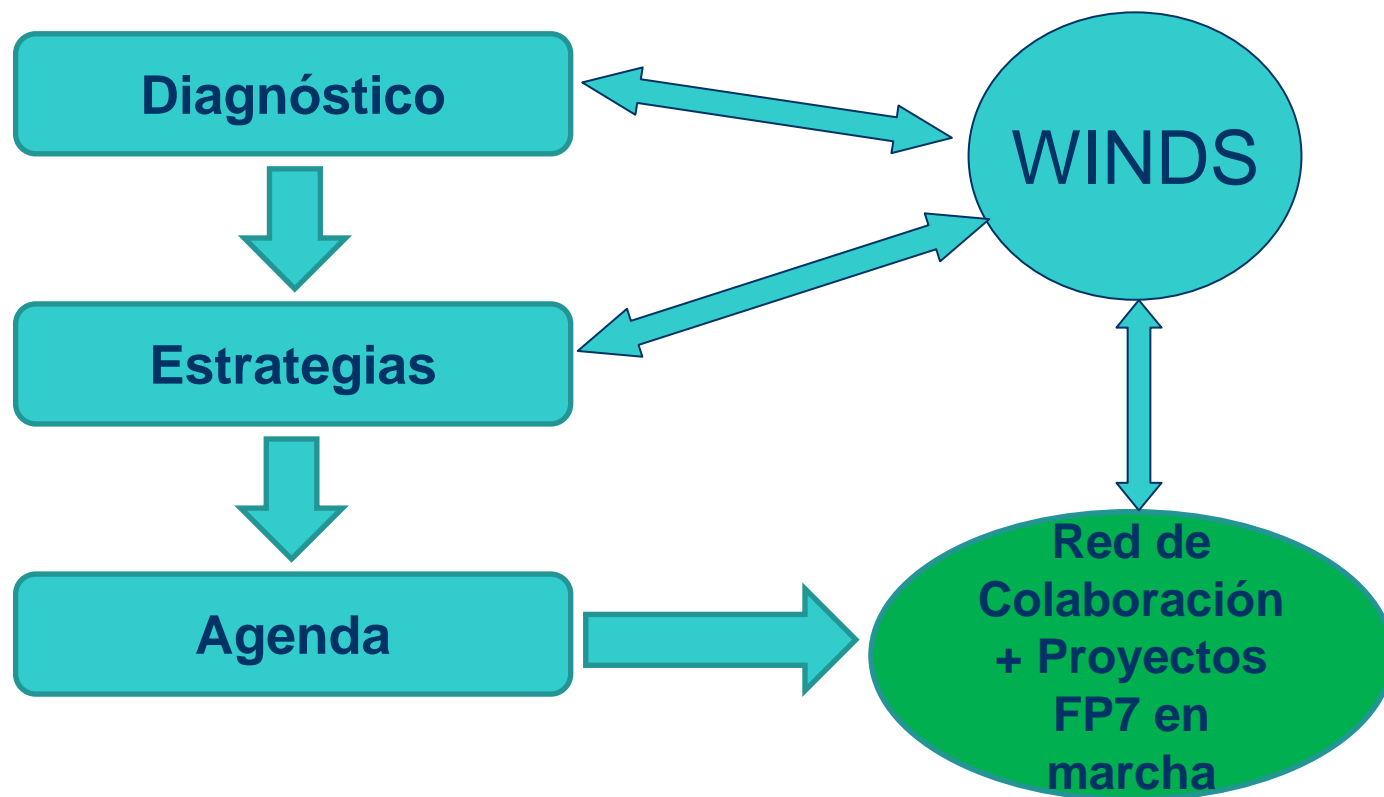 Diagnóstico
WINDS
Estrategias
Agenda
Red de
Colaboración
+ Proyectos
FP7 en
marcha